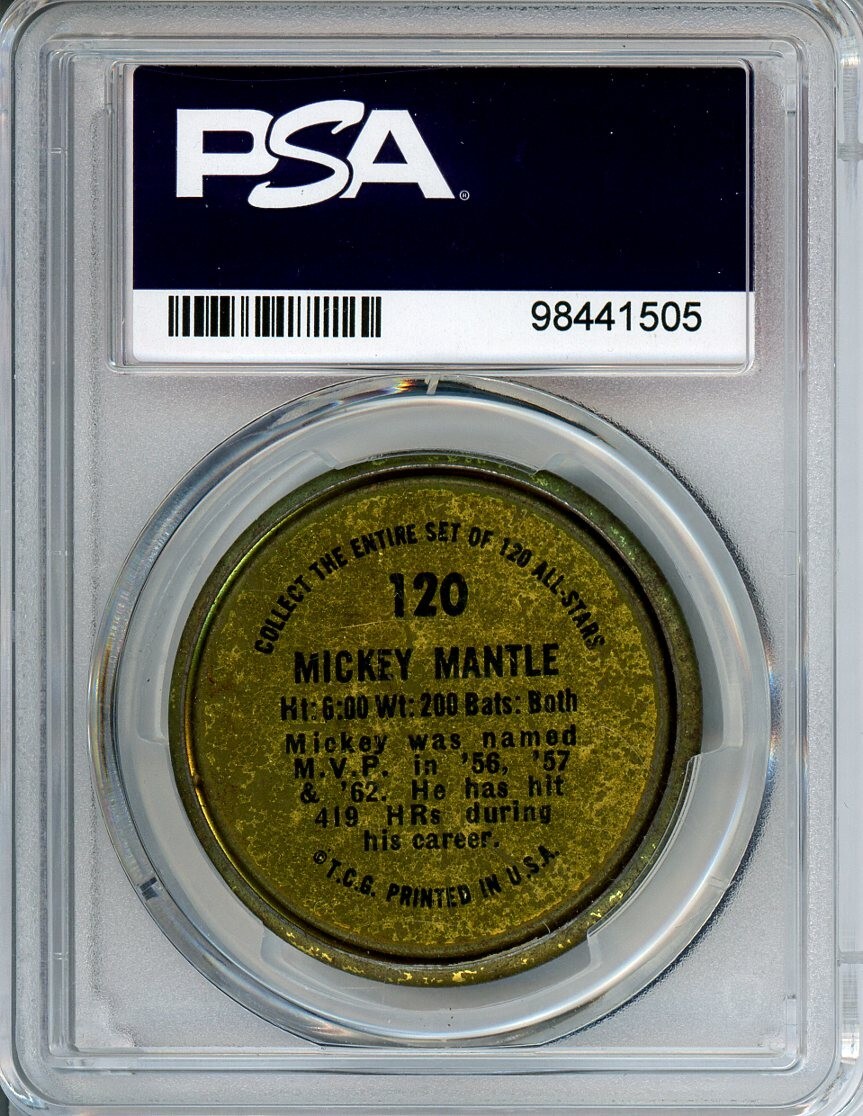 PSA®
98441505
COLLECT THE ENTIRE SET OF 120 ALL-STARS
120
MICKEY MANTLE
Ht: 6:00 Wt: 200 Bats: Both
Mickey was named
M.V.P. in '56, '57
& '62. He has hit
419 HRs during
his career.
©T.C.G. PRINTED IN U.S.A.